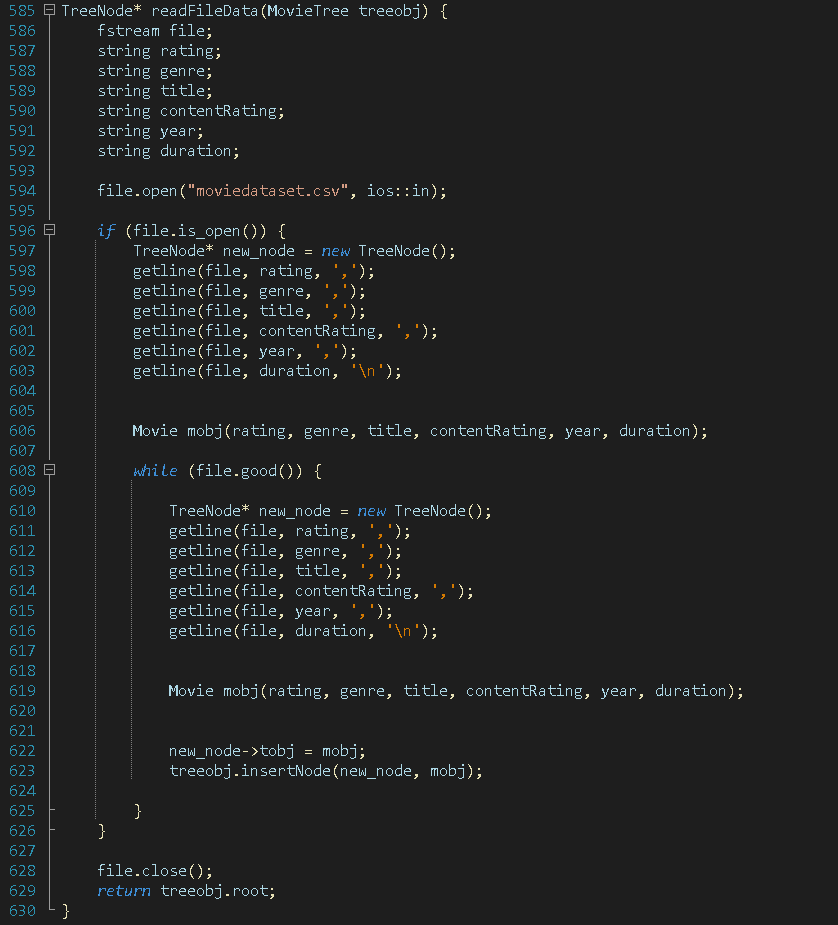 585 TreeNode* readFileData(MovieTree treeobj) {
586 fstream file;
587 string rating;
588 string genre;
589 string title;
590 string contentRating;
591 string year;
592 string duration;
593
594 file.open("moviedataset.csv", ios::in);
595
596 if (file.is_open()) {
597 TreeNode* new_node = new TreeNode();
598 getline(file, rating, ',');
599 getline(file, genre, ',');
600 getline(file, title, ',');
601 getline(file, contentRating, ',');
602 getline(file, year, ',');
603 getline(file, duration, '\n');
604
605
606 Movie mobj(rating, genre, title, contentRating, year, duration);
607
608 while (file.good()) {
609
610 TreeNode* new_node = new TreeNode();
611 getline(file, rating, ',');
612 getline(file, genre, ',');
613 getline(file, title, ',');
614 getline(file, contentRating, ',');
615 getline(file, year, ',');
616 getline(file, duration, '\n');
617
618
619 Movie mobj(rating, genre, title, contentRating, year, duration);
620
621
622 new_node->tobj = mobj;
623 treeobj.insertNode(new_node, mobj);
624
625 }
626 }
627
628 file.close();
629 return treeobj.root;
630 }